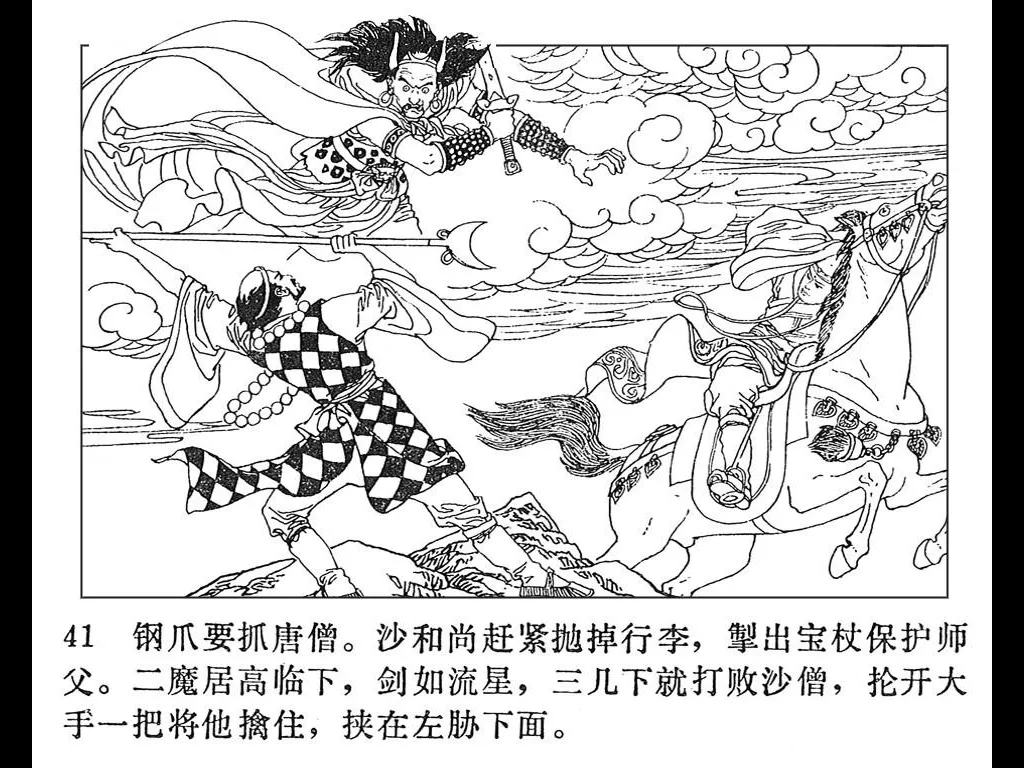 41 钢爪要抓唐僧。沙和尚赶紧抛掉行李，掣出宝杖保护师
父。二魔居高临下，剑如流星，三几下就打败沙僧，抡开大
手一把将他擒住，挟在左胁下面。